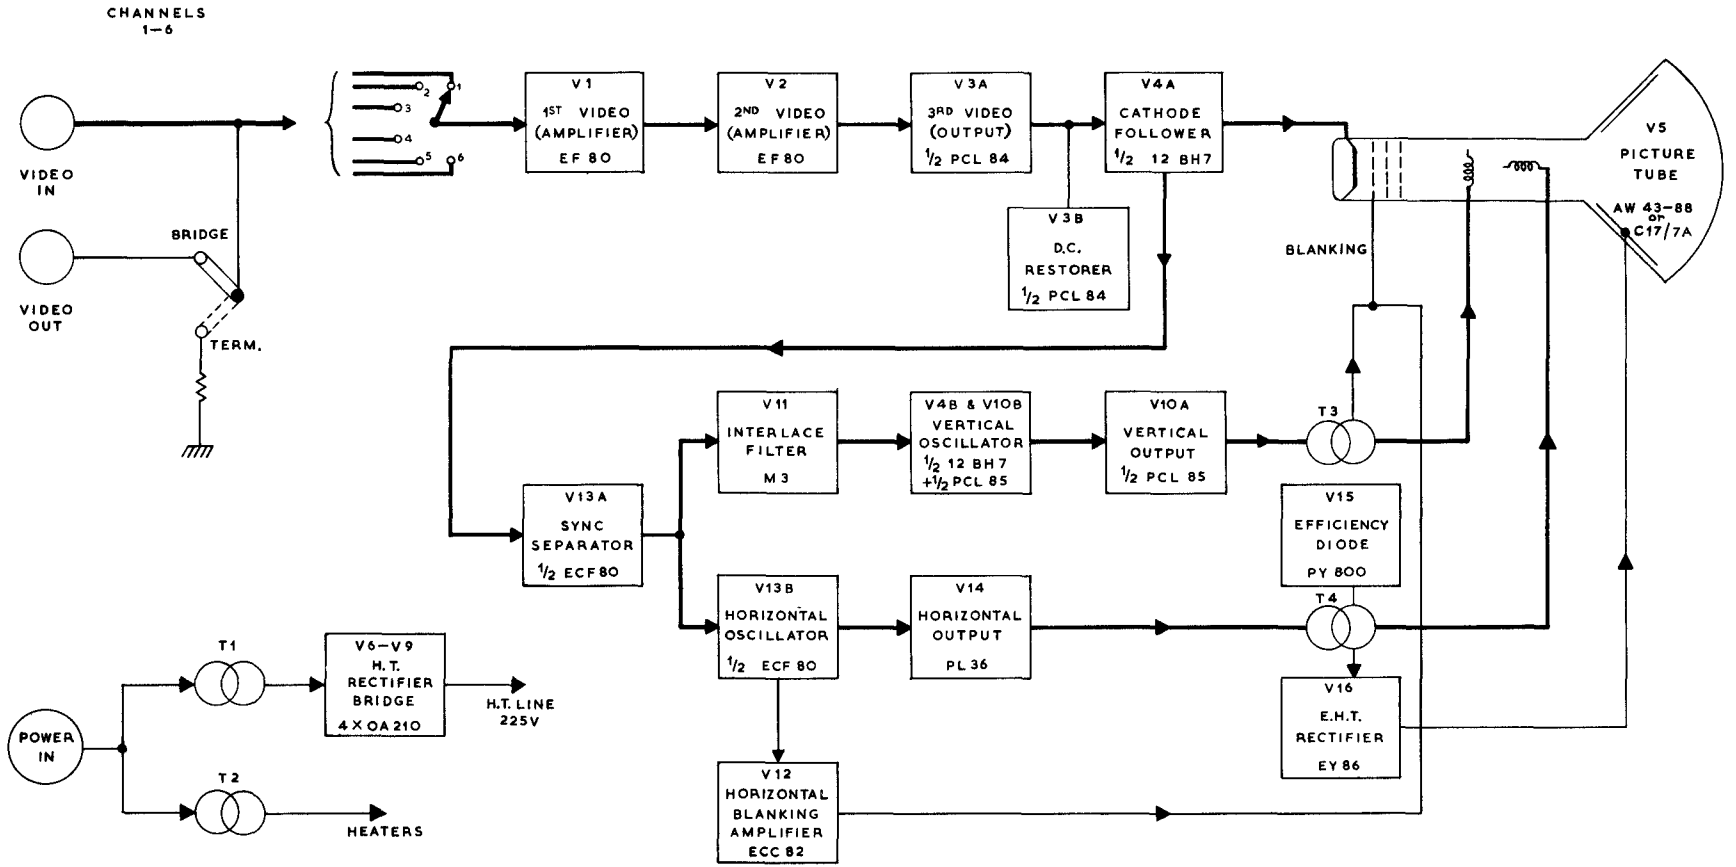 CHANNELS
1-6
VIDEO
IN
VIDEO
OUT
BRIDGE
TERM.
1
2
3
4
5
6
V1
1ST VIDEO
(AMPLIFIER)
EF 80
V2
2ND VIDEO
(AMPLIFIER)
EF80
V3A
3RD VIDEO
(OUTPUT)
1/2 PCL 84
V4A
CATHODE
FOLLOWER
1/2 12 BH7
V3B
D.C.
RESTORER
1/2 PCL 84
V5
PICTURE
TUBE
AW 43-88
or
C17/7A
BLANKING
V11
INTERLACE
FILTER
M3
V4B & V10B
VERTICAL
OSCILLATOR
1/2 12 BH7
+1/2 PCL 85
V10A
VERTICAL
OUTPUT
1/2 PCL 85
T3
V13A
SYNC
SEPARATOR
1/2 ECF80
V15
EFFICIENCY
DIODE
PY 800
V13B
HORIZONTAL
OSCILLATOR
1/2 ECF 80
V14
HORIZONTAL
OUTPUT
PL 36
T4
V16
E.H.T.
RECTIFIER
EY 86
V12
HORIZONTAL
BLANKING
AMPLIFIER
ECC 82
POWER
IN
T1
V6-V9
H.T.
RECTIFIER
BRIDGE
4 X OA 210
H.T. LINE
225V
T2
HEATERS